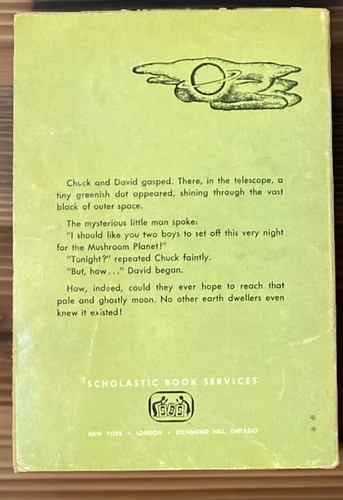 Chuck and David gasped. There, in the telescope, a
tiny greenish dot appeared, shining through the vast
black of outer space.
The mysterious little man spoke:
"I should like you two boys to set off this very night
for the Mushroom Planet!"
"Tonight?" repeated Chuck faintly.
"But, how..." David began.
How, indeed, could they ever hope to reach that
pale and ghostly moon. No other earth dwellers even
knew it existed!
SCHOLASTIC BOOK SERVICES
SBS
NEW YORK • LONDON • RICHMOND HILL, ONTARIO